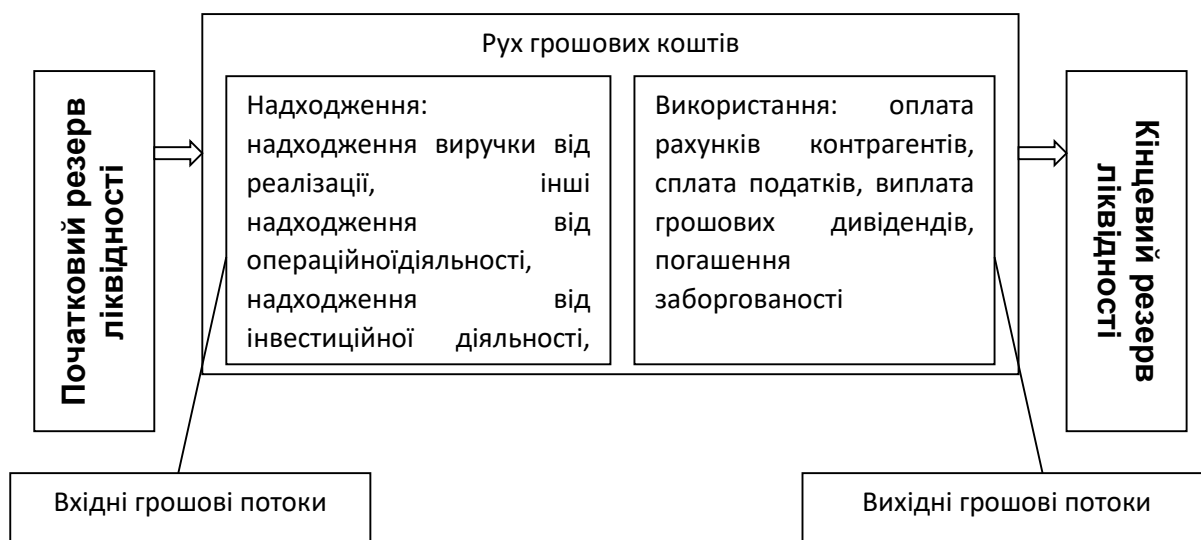 Рух грошових коштів
Початковий резерв
ліквідності
Надходження:
надходження виручки від
реалізації, інші
надходження від
операційноїдіяльності,
надходження від
інвестиційної діяльності,
Використання: оплата
рахунків контрагентів,
сплата податків, виплата
грошових дивідендів,
погашення
заборгованості
Кінцевий резерв
ліквідності
Вхідні грошові потоки
Вихідні грошові потоки